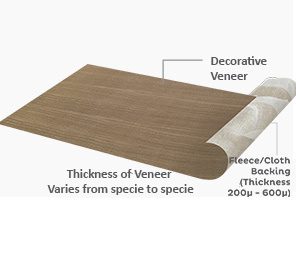 Decorative
Veneer
Fleece/Cloth
Backing
(Thickness
200µ - 600µ)
Thickness of Veneer
Varies from specie to specie